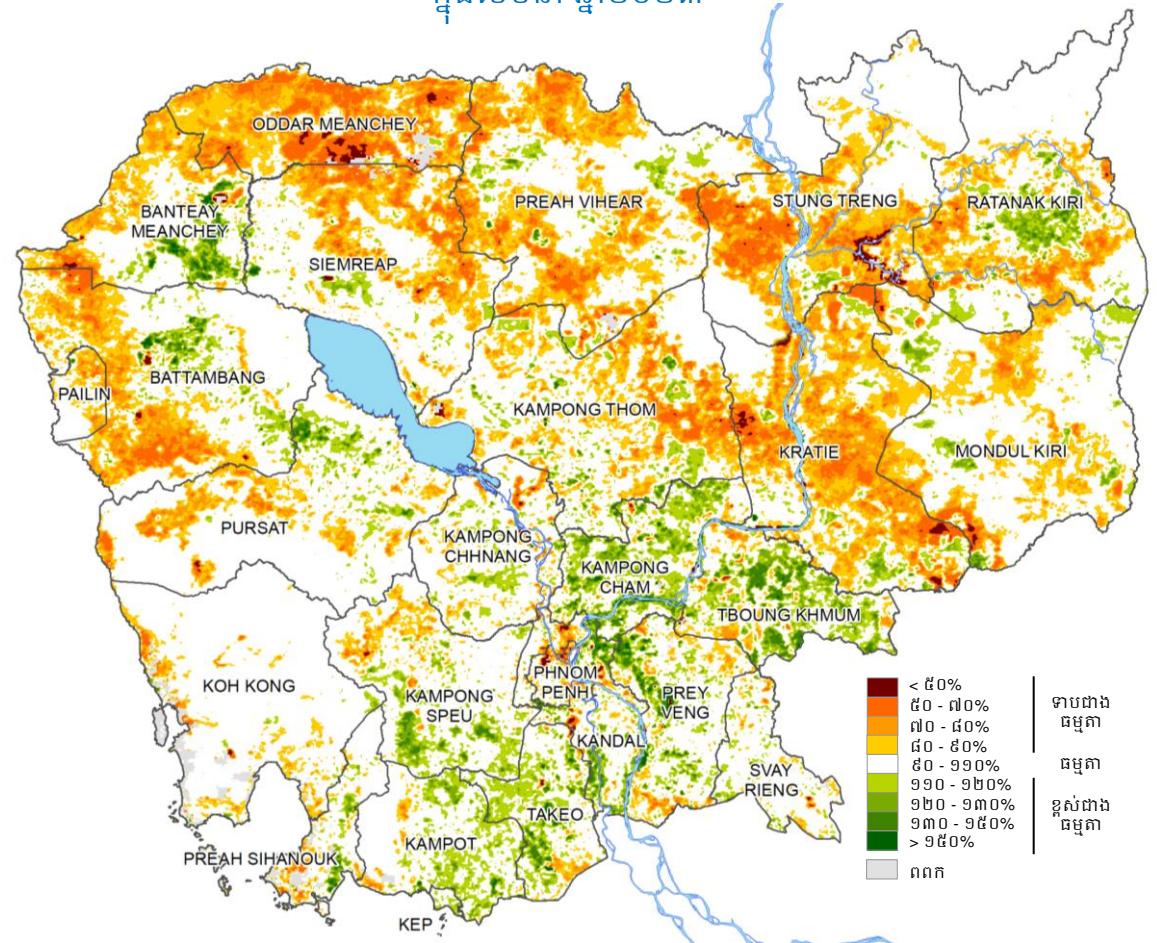 ODDAR MEANCHEY
BANTEAY
MEANCHEY
PREAH VIHEAR
STUNG TRENG
RATANAK KIRI
SIEMREAP
PAILIN
BATTAMBANG
KAMPONG THOM
KRATIE
MONDUL KIRI
PURSAT
KAMPONG
CHHNANG
KAMPONG
CHAM
TBOUNG KHMUM
KOH KONG
KAMPONG
SPEU
PHNOM
PENH
PREY
VENG
KANDAL
SVAY
RIENG
TAKEO
KAMPOT
PREAH SIHANOUK
KEP
< ៥០%
៥០ - ៧០%
៧០ - ៨០%
៨០ - ៩០%
ទាបជាង
ធម្មតា
៩០ - ១១០%
ធម្មតា
១១០ - ១២០%
១២០ - ១៣០%
១៣០ - ១៥០%
> ១៥០%
ខ្ពស់ជាង
ធម្មតា
ពពក